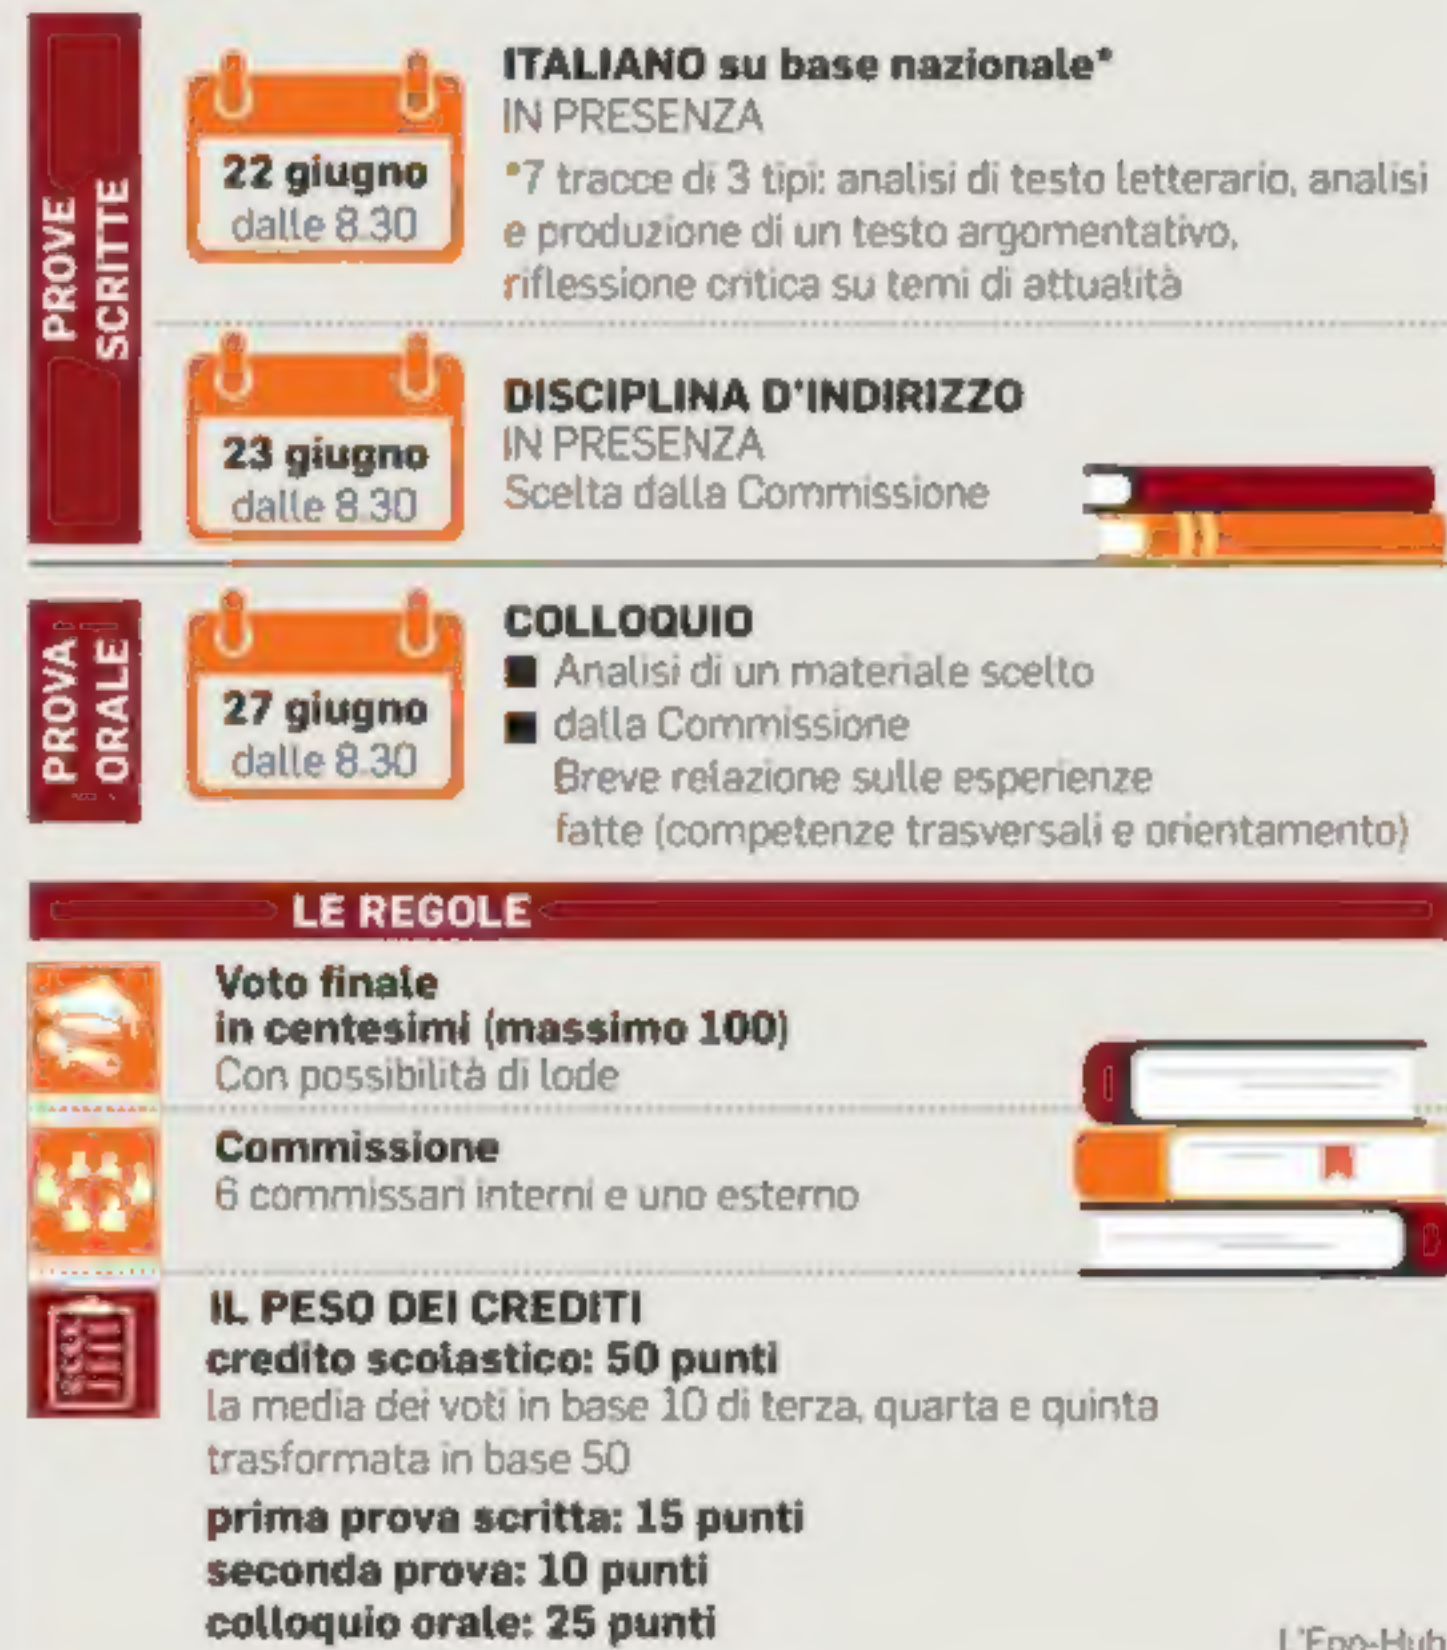 PROVE
SCRITTE
22 giugno
dalle 8.30
ITALIANO su base nazionale*
IN PRESENZA
*7 tracce di 3 tipi: analisi di testo letterario, analisi
e produzione di un testo argomentativo,
riflessione critica su temi di attualità
23 giugno
dalle 8.30
DISCIPLINA D'INDIRIZZO
IN PRESENZA
Scelta dalla Commissione
PROVA
ORALE
27 giugno
dalle 8.30
COLLOQUIO
■ Analisi di un materiale scelto
■ dalla Commissione
Breve relazione sulle esperienze
fatte (competenze trasversali e orientamento)
LE REGOLE
Voto finale
in centesimi (massimo 100)
Con possibilità di lode
Commissione
6 commissari interni e uno esterno
IL PESO DEI CREDITI
credito scolastico: 50 punti
la media dei voti in base 10 di terza, quarta e quinta
trasformata in base 50
prima prova scritta: 15 punti
seconda prova: 10 punti
colloquio orale: 25 punti
L'Ego-Hub